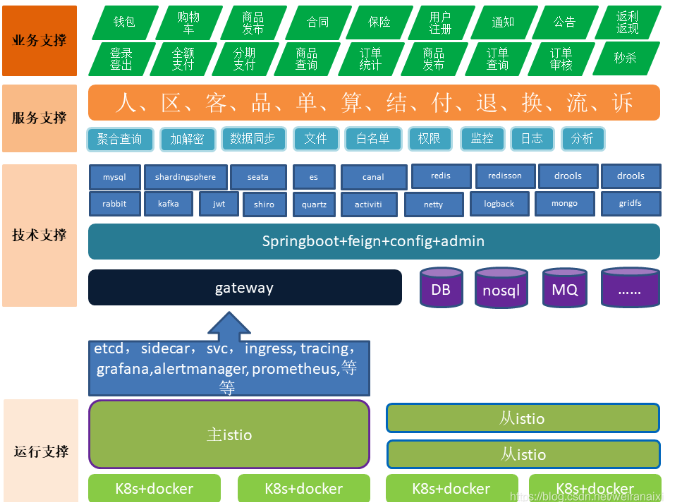 业务支撑
钱包 购物车 商品发布 合同 保险 用户注册 通知 公告 返利返现
登录登出 全额支付 分期支付 商品查询 订单统计 商品发布 订单查询 订单审核 秒杀
服务支撑
人、区、客、品、单、算、结、付、退、换、流、诉
聚合查询 加解密 数据同步 文件 白名单 权限 监控 日志 分析
技术支撑
mysql shardingsphere seata es canal redis redisson drools drools
rabbit kafka jwt shiro quartz activiti netty logback mongo gridfs
Springboot+feign+config+admin
gateway DB nosql MQ ……
etcd，sidecar，svc，ingress, tracing，
grafana,alertmanager, prometheus,等
等
运行支撑
主istio
从istio
从istio
K8s+docker K8s+docker K8s+docker K8s+docker
https://blog.csdn.net/weiranaix